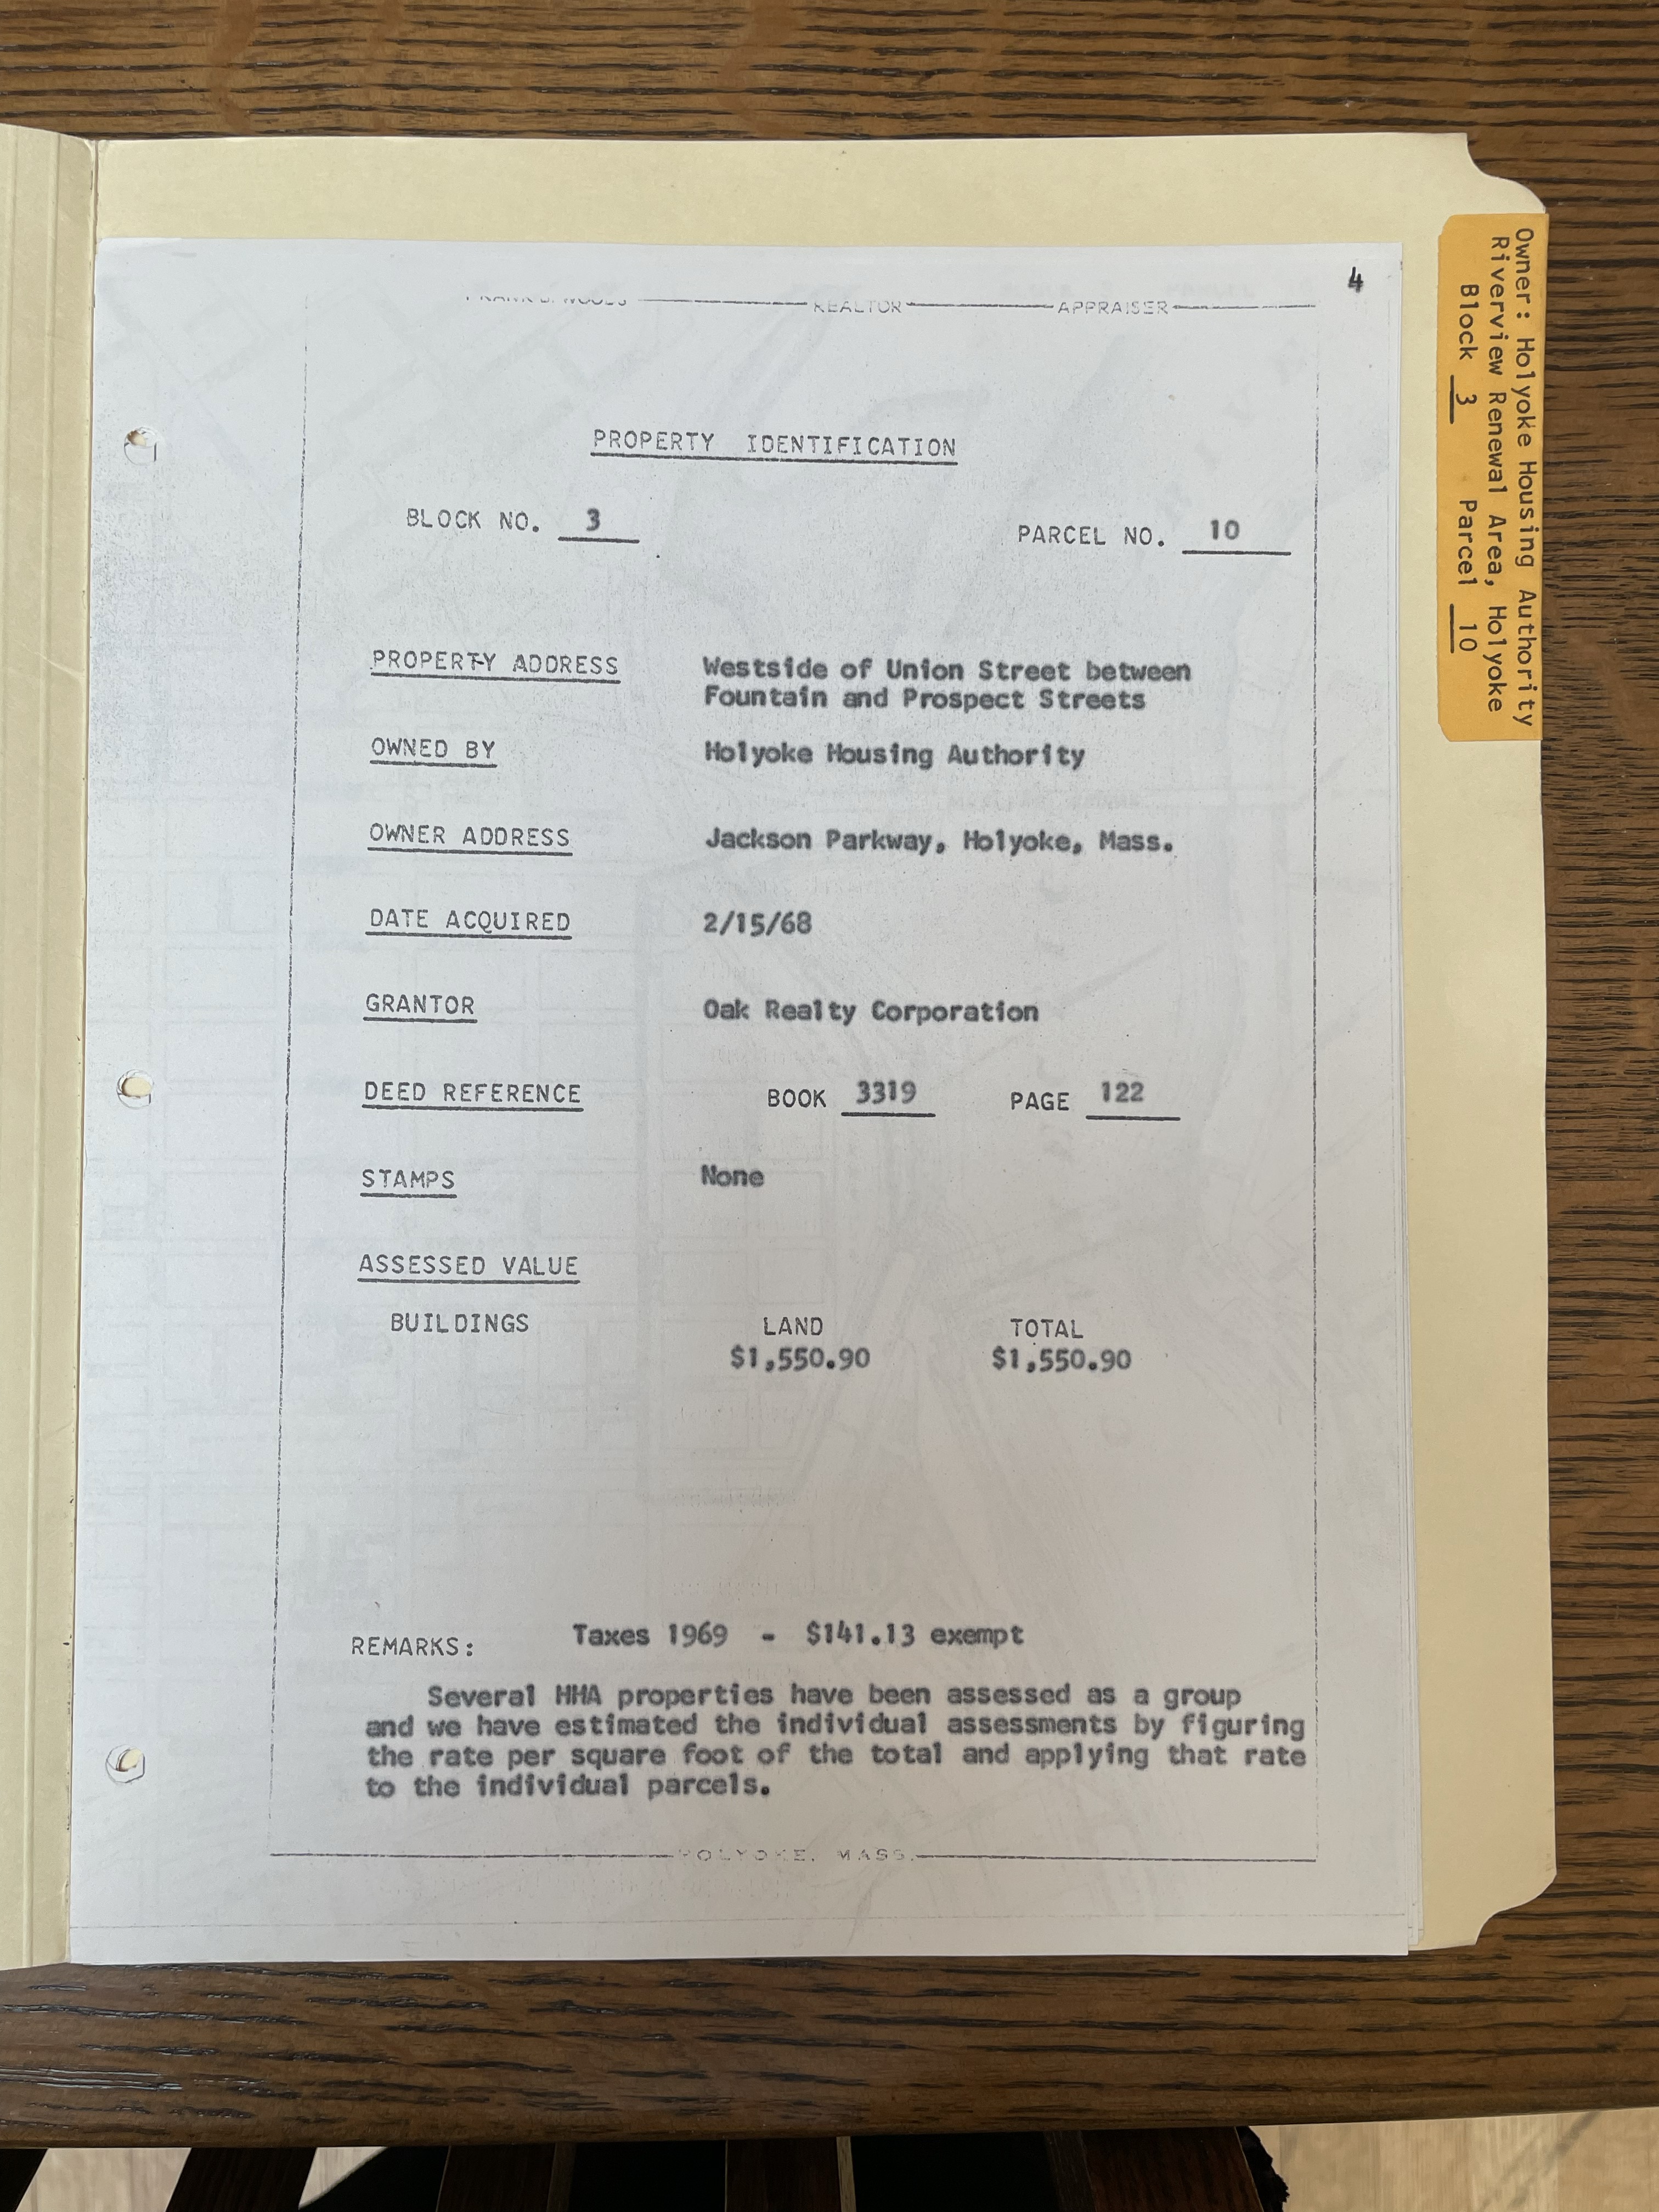 4
FRANK B. WOODS REALTOR APPRAISER
PROPERTY IDENTIFICATION
BLOCK NO. 3 PARCEL NO. 10
PROPERTY ADDRESS Westside of Union Street between
Fountain and Prospect Streets
OWNED BY Holyoke Housing Authority
OWNER ADDRESS Jackson Parkway, Holyoke, Mass.
DATE ACQUIRED 2/15/68
GRANTOR Oak Realty Corporation
DEED REFERENCE BOOK 3319 PAGE 122
STAMPS None
ASSESSED VALUE
BUILDINGS LAND TOTAL
$1,550.90 $1,550.90
REMARKS: Taxes 1969 - $141.13 exempt
Several HHA properties have been assessed as a group
and we have estimated the individual assessments by figuring
the rate per square foot of the total and applying that rate
to the individual parcels.
HOLYOKE, MASS.
Owner: Holyoke Housing Authority
Riverview Renewal Area, Holyoke
Block 3 Parcel 10